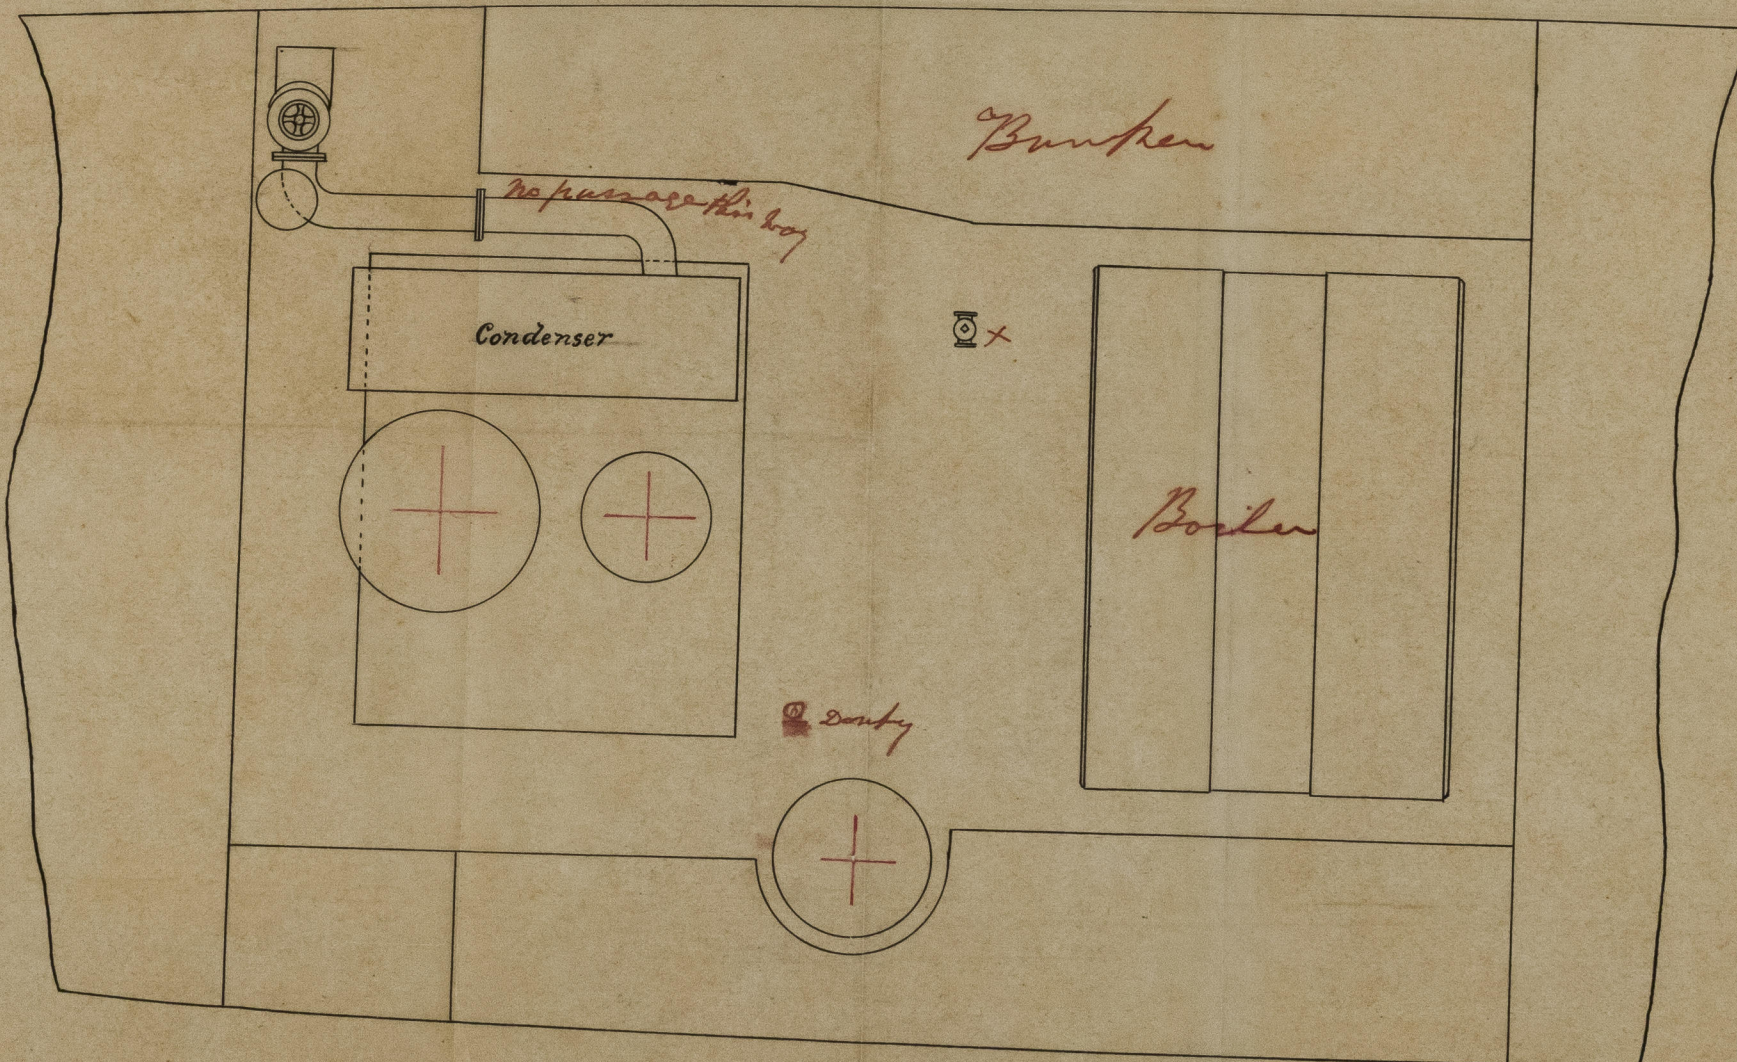 Bunker
no passage this way
Condenser
x
Boiler
Donky